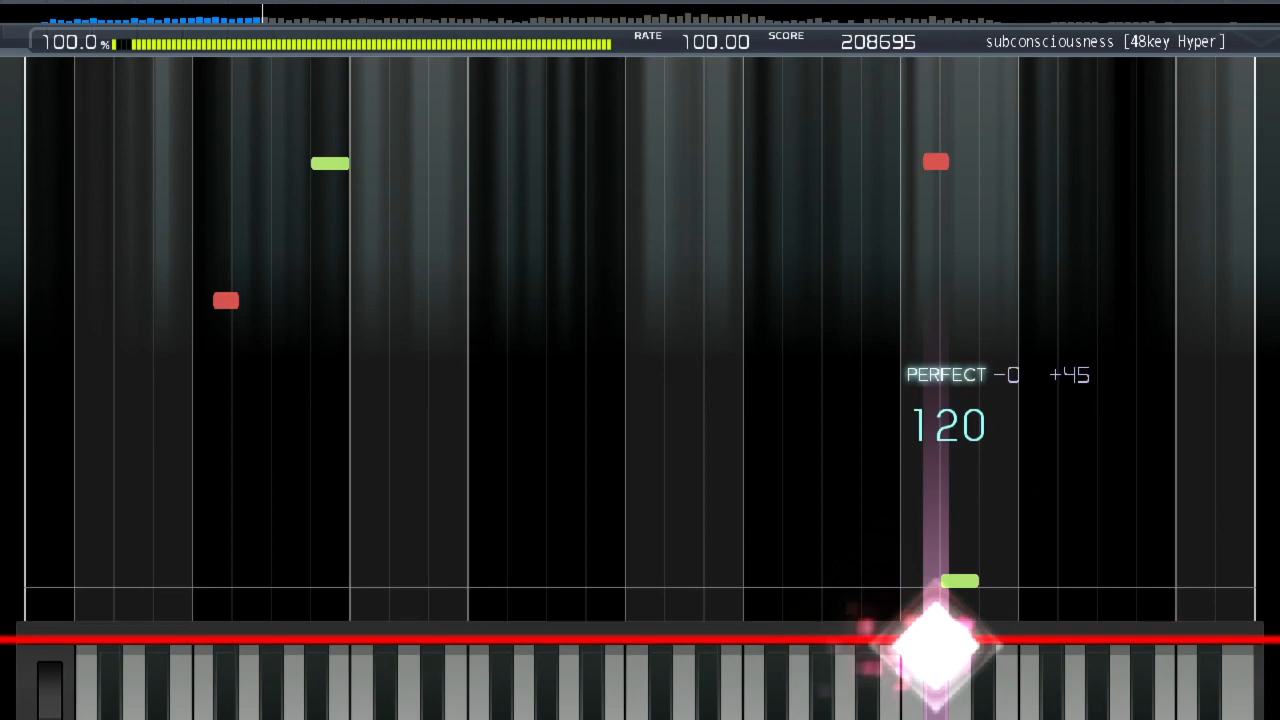 100.0% RATE 100.00 SCORE 208695 subconsciousness [48key Hyper]
PERFECT -0 +45
120